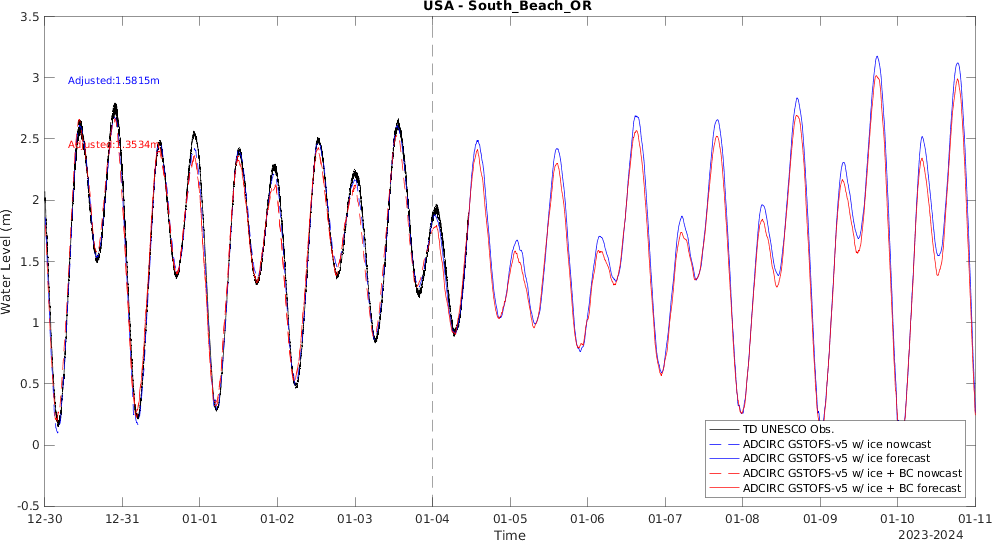 USA - South_Beach_OR
3.5
3
2.5
2
1.5
1
0.5
0
-0.5
Water Level (m)
Adjusted:1.5815m
Adjusted:1.3534m
TD UNESCO Obs.
ADCIRC GSTOFS-v5 w/ ice nowcast
ADCIRC GSTOFS-v5 w/ ice forecast
ADCIRC GSTOFS-v5 w/ ice + BC nowcast
ADCIRC GSTOFS-v5 w/ ice + BC forecast
12-30 12-31 01-01 01-02 01-03 01-04 01-05 01-06 01-07 01-08 01-09 01-10 01-11
Time
2023-2024